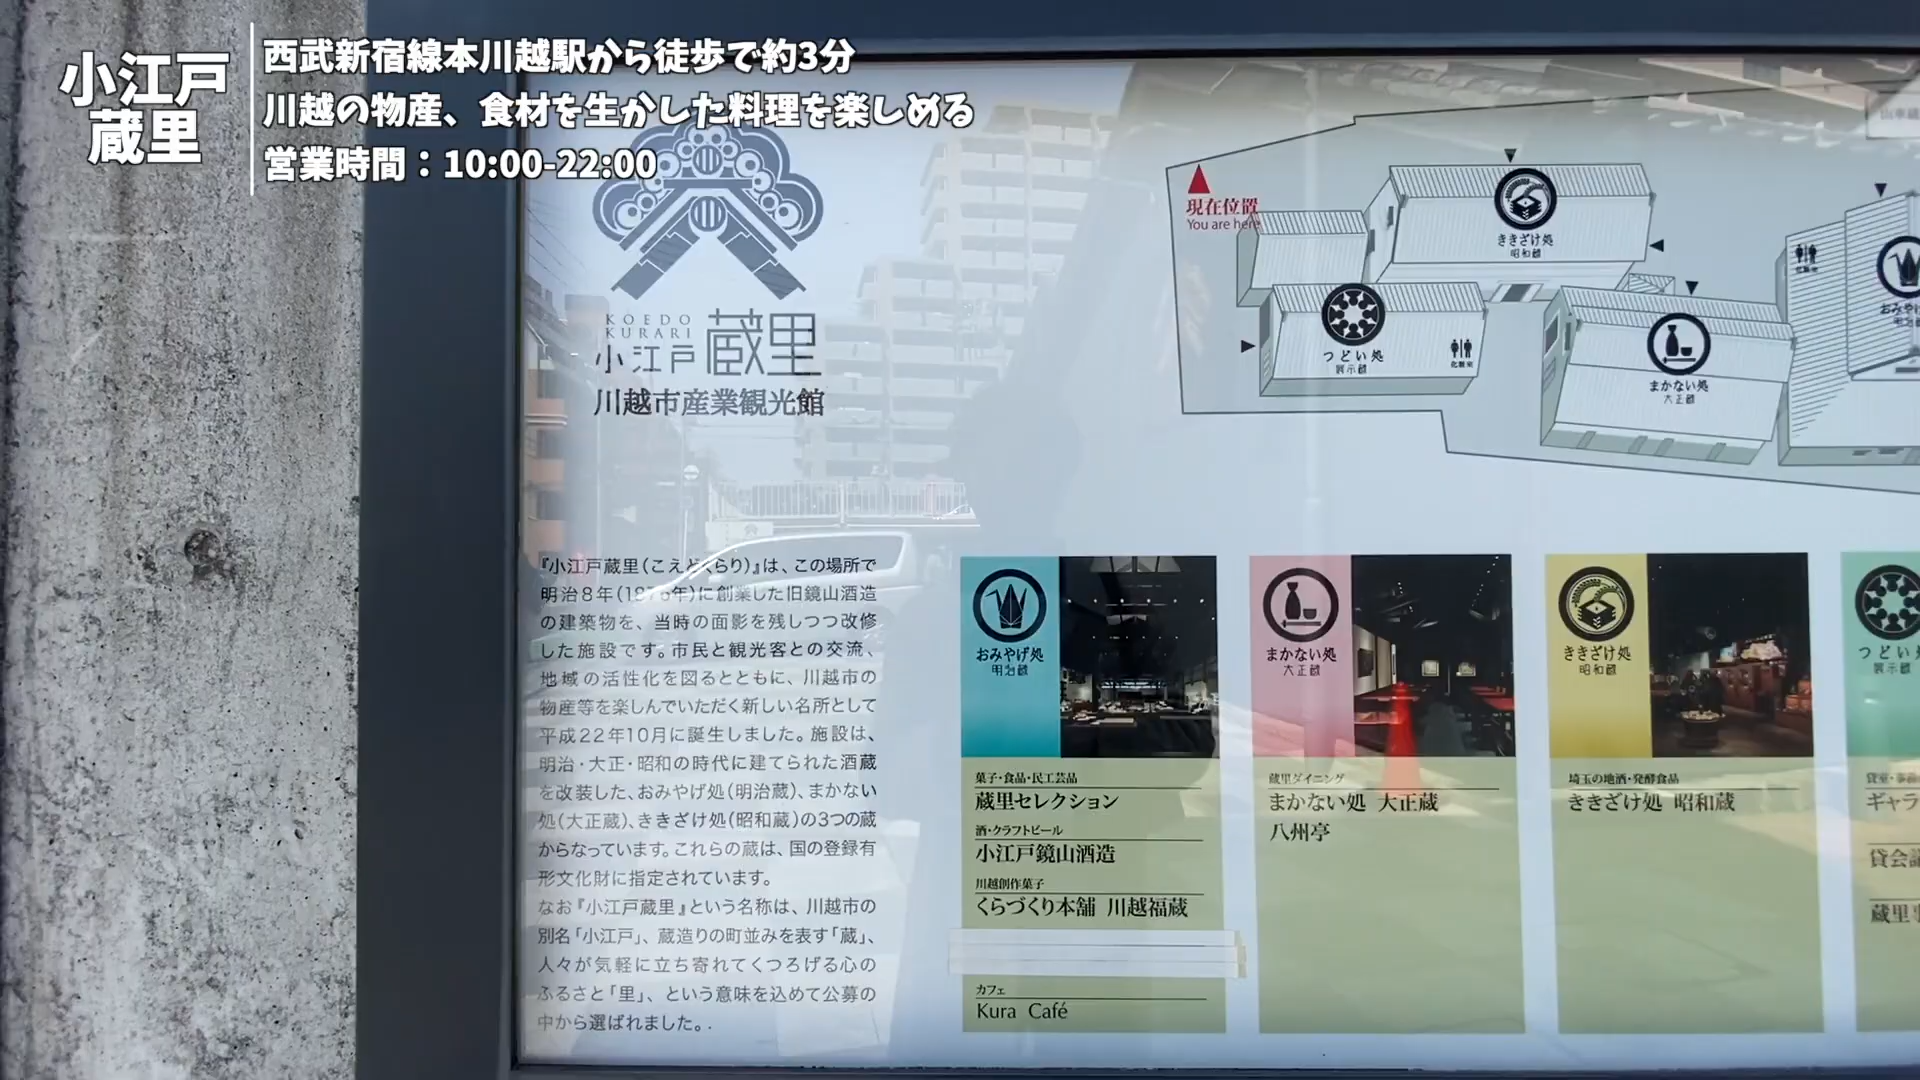 小江戸
蔵里
西武新宿線本川越駅から徒歩で約3分
川越の物産、食材を生かした料理を楽しめる
営業時間：10:00-22:00
KOEDO
KURARI
小江戸蔵里
川越市産業観光館
『小江戸蔵里(こえどくらり)』は、この場所で
明治8年(1875年)に創業した旧鏡山酒造
の建築物を、当時の面影を残しつつ改修
した施設です。市民と観光客との交流、
地域の活性化を図るとともに、川越市の
物産等を楽しんでいただく新しい名所として
平成22年10月に誕生しました。施設は、
明治・大正・昭和の時代に建てられた酒蔵
を改装した、おみやげ処(明治蔵)、まかない
処(大正蔵)、ききざけ処(昭和蔵)の3つの蔵
からなっています。これらの蔵は、国の登録有
形文化財に指定されています。
なお『小江戸蔵里』という名称は、川越市の
別名「小江戸」、蔵造りの町並みを表す「蔵」、
人々が気軽に立ち寄れてくつろげる心の
ふるさと「里」、という意味を込めて公募の
中から選ばれました。.
現在位置
You are here
ききざけ処
昭和蔵
つどい処
展示蔵
化粧室
まかない処
大正蔵
化粧室
おみやげ
おみやげ処
明治蔵
菓子・食品・民工芸品
蔵里セレクション
酒・クラフトビール
小江戸鏡山酒造
川越創作菓子
くらづくり本舗 川越福蔵
カフェ
Kura Café
まかない処
大正蔵
蔵里ダイニング
まかない処 大正蔵
八州亭
ききざけ処
昭和蔵
埼玉の地酒・発酵食品
ききざけ処 昭和蔵
つどい処
展示蔵
貸室・事務
ギャラ
貸会議
蔵里事